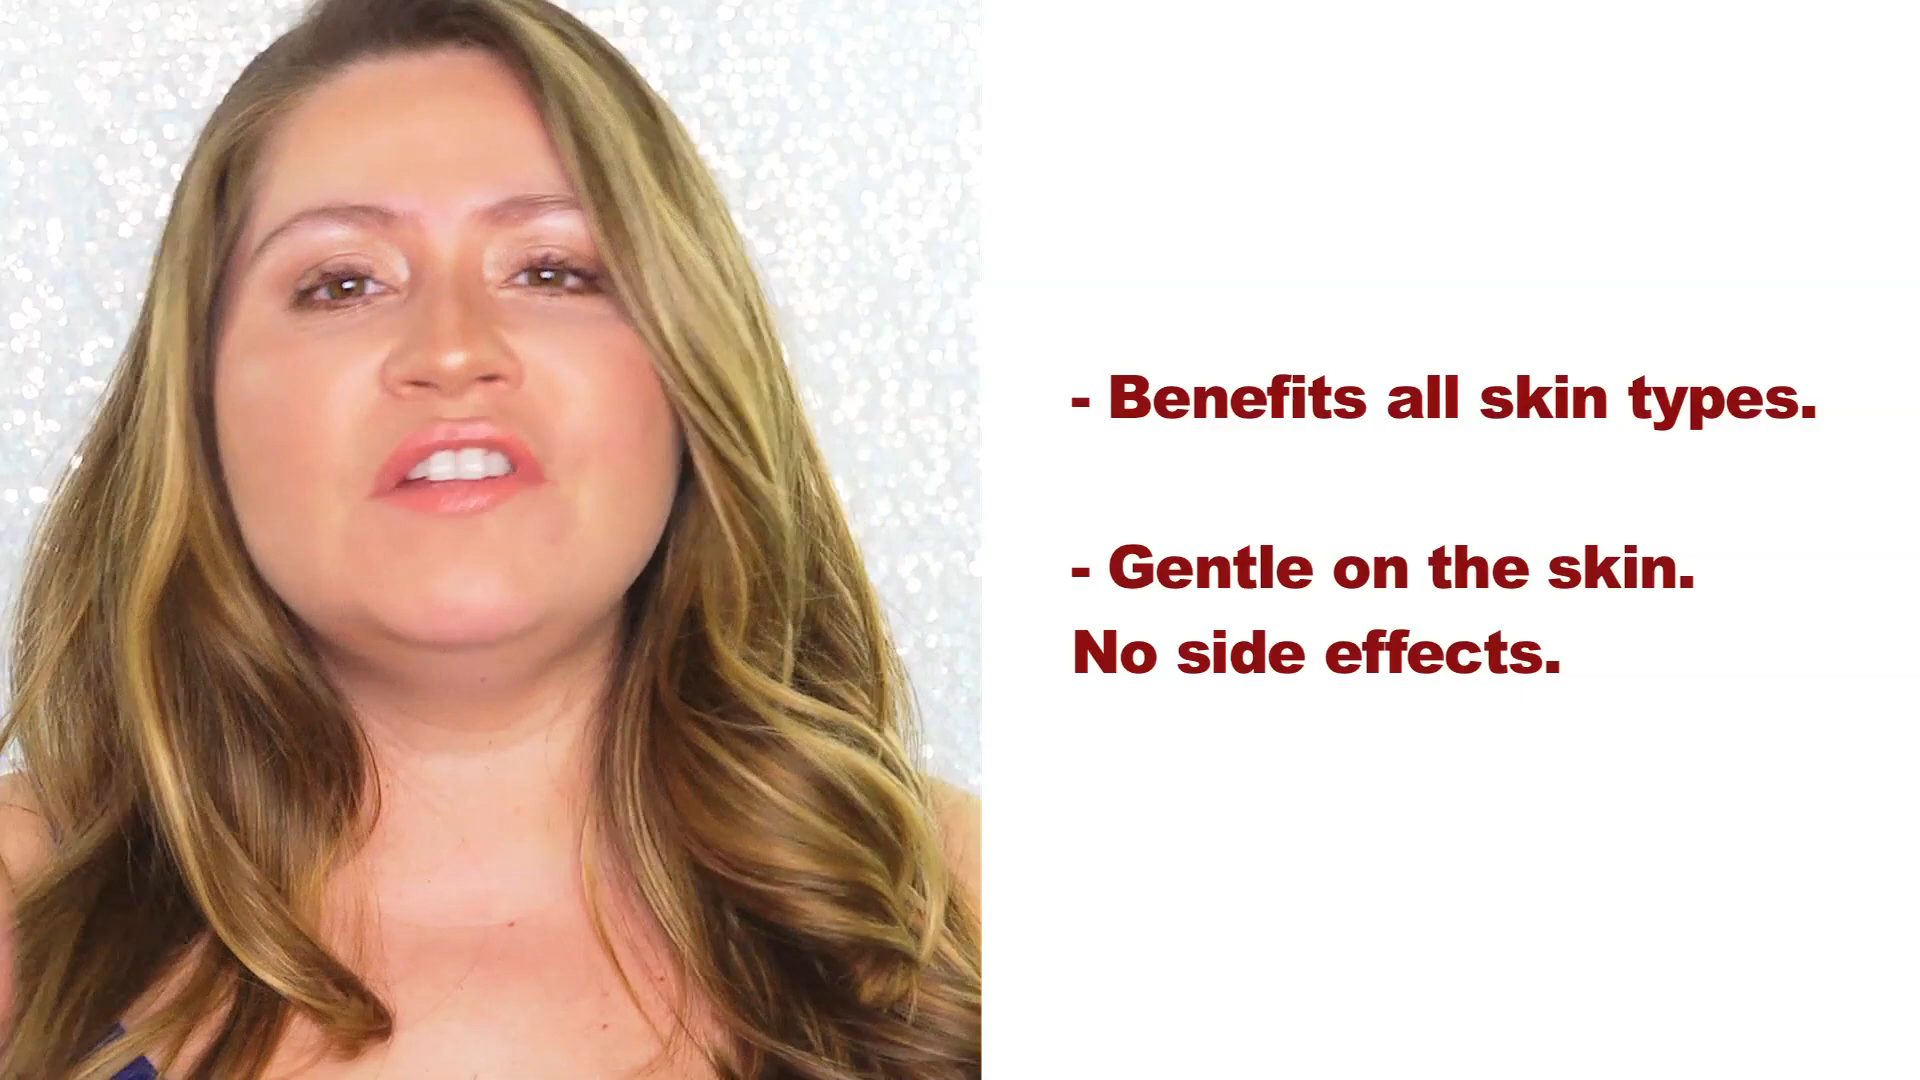 - Benefits all skin types.
- Gentle on the skin.
No side effects.